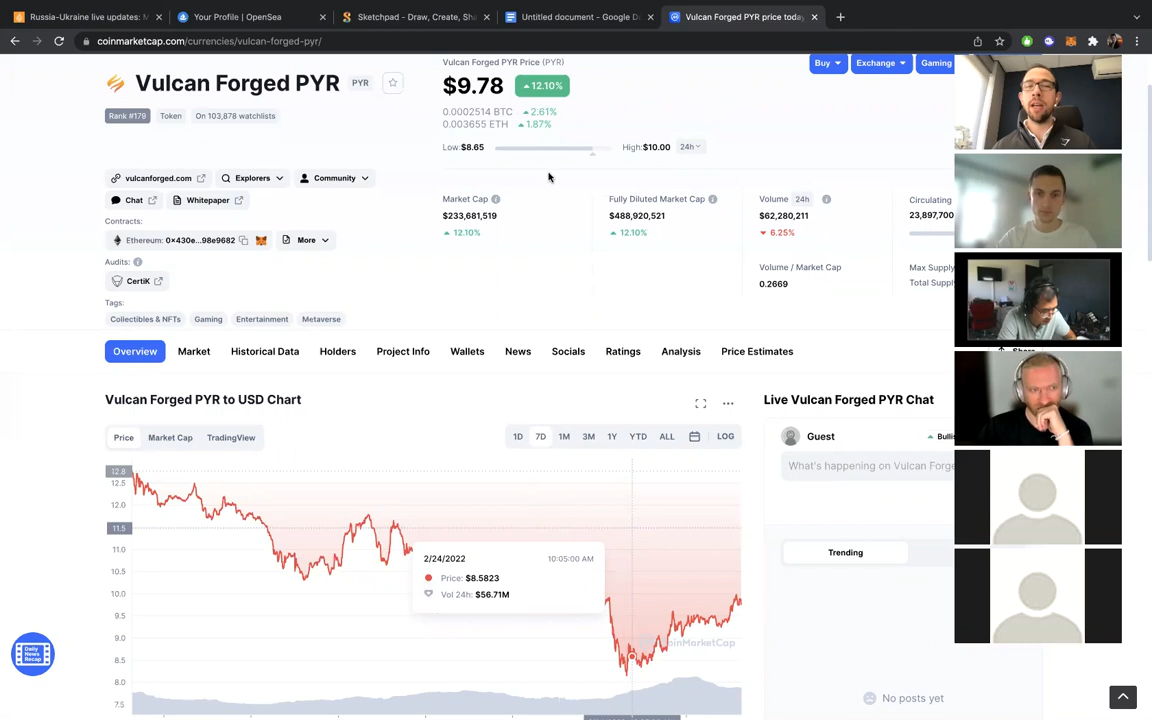 Russia-Ukraine live updates: M
Your Profile | OpenSea
Sketchpad - Draw, Create, Sha
Untitled document - Google Do
Vulcan Forged PYR price today
coinmarketcap.com/currencies/vulcan-forged-pyr/
Vulcan Forged PYR PYR
Rank #179 Token On 103,878 watchlists
vulcanforged.com Explorers Community
Chat Whitepaper
Contracts:
Ethereum: 0x430e...98e9682 More
Audits:
CertiK
Tags:
Collectibles & NFTs Gaming Entertainment Metaverse
Vulcan Forged PYR Price (PYR)
$9.78 12.10%
0.0002514 BTC 2.61%
0.003655 ETH 1.87%
Low: $8.65 High: $10.00 24h
Buy Exchange Gaming
Market Cap
$233,681,519
12.10%
Fully Diluted Market Cap
$488,920,521
12.10%
Volume 24h
$62,280,211
6.25%
Volume / Market Cap
0.2669
Circulating
23,897,700
Max Supply
Total Supply
Overview Market Historical Data Holders Project Info Wallets News Socials Ratings Analysis Price Estimates
Vulcan Forged PYR to USD Chart
Price Market Cap TradingView
1D 7D 1M 3M 1Y YTD ALL LOG
12.8
12.5
12.0
11.5
11.0
10.5
10.0
9.5
9.0
8.5
8.0
7.5
2/24/2022 10:05:00 AM
Price: $8.5823
Vol 24h: $56.71M
CoinMarketCap
Daily News Recap
Live Vulcan Forged PYR Chat
Guest Bullis
What's happening on Vulcan Forge
Trending
No posts yet